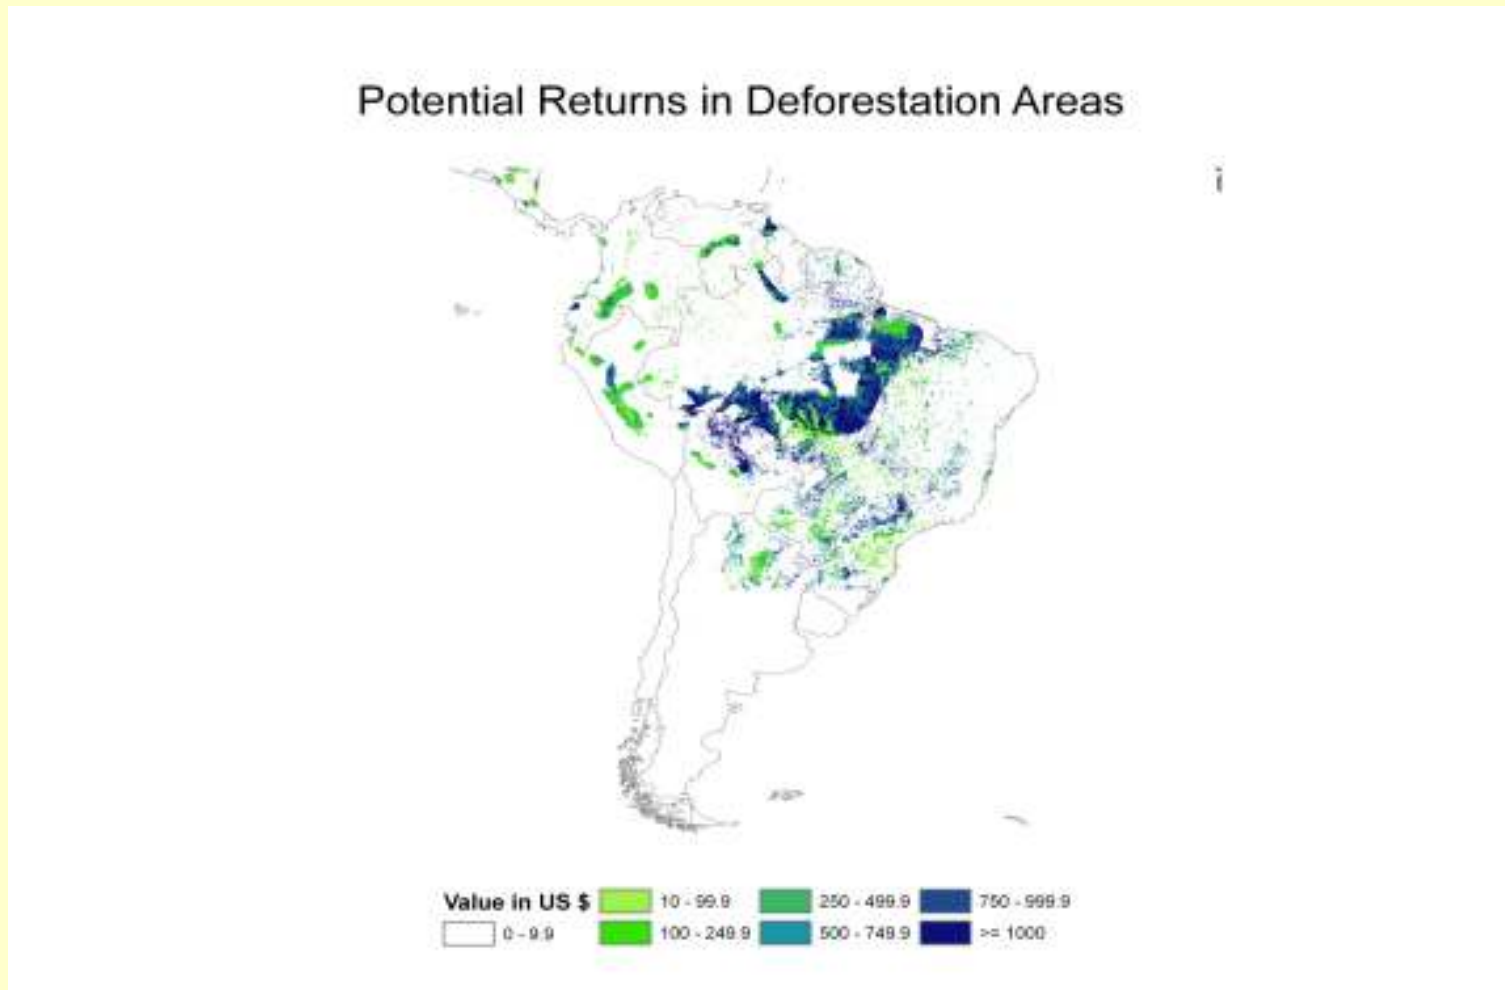 Potential Returns in Deforestation Areas
i
Value in US $
0 - 9.9
10 - 99.9
100 - 249.9
250 - 499.9
500 - 749.9
750 - 999.9
>= 1000